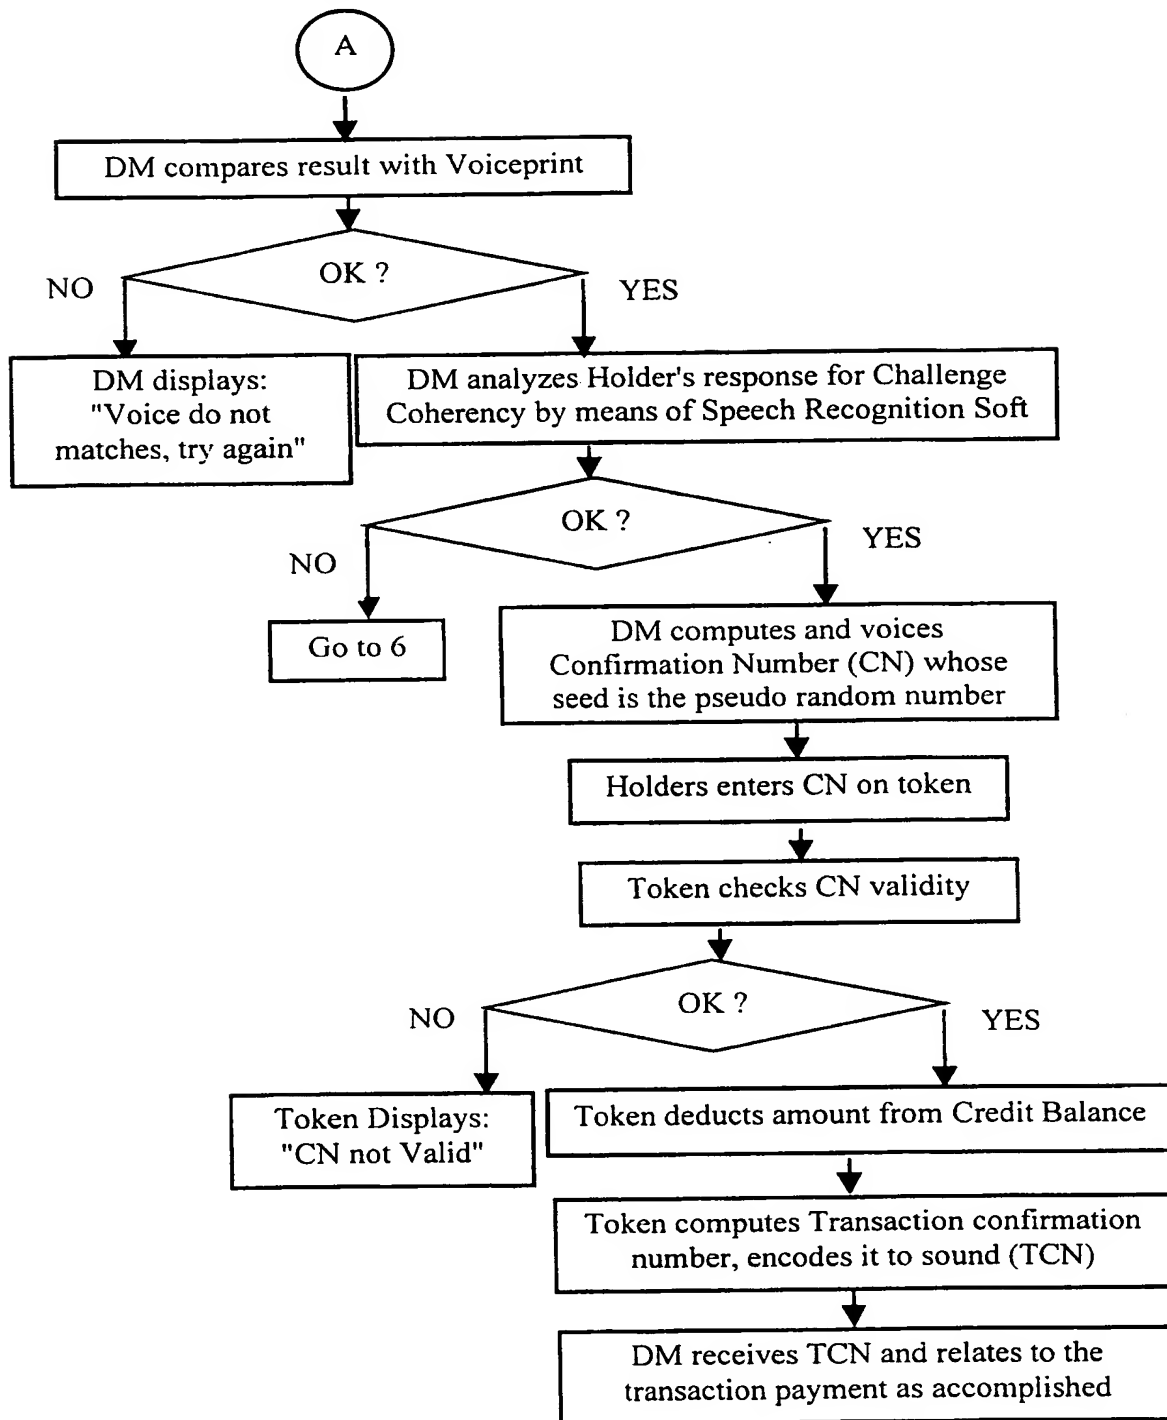 A
DM compares result with Voiceprint
OK ?
NO
YES
DM displays:
"Voice do not
matches, try again"
DM analyzes Holder's response for Challenge
Coherency by means of Speech Recognition Soft
OK ?
NO
YES
Go to 6
DM computes and voices
Confirmation Number (CN) whose
seed is the pseudo random number
Holders enters CN on token
Token checks CN validity
OK ?
NO
YES
Token Displays:
"CN not Valid"
Token deducts amount from Credit Balance
Token computes Transaction confirmation
number, encodes it to sound (TCN)
DM receives TCN and relates to the
transaction payment as accomplished